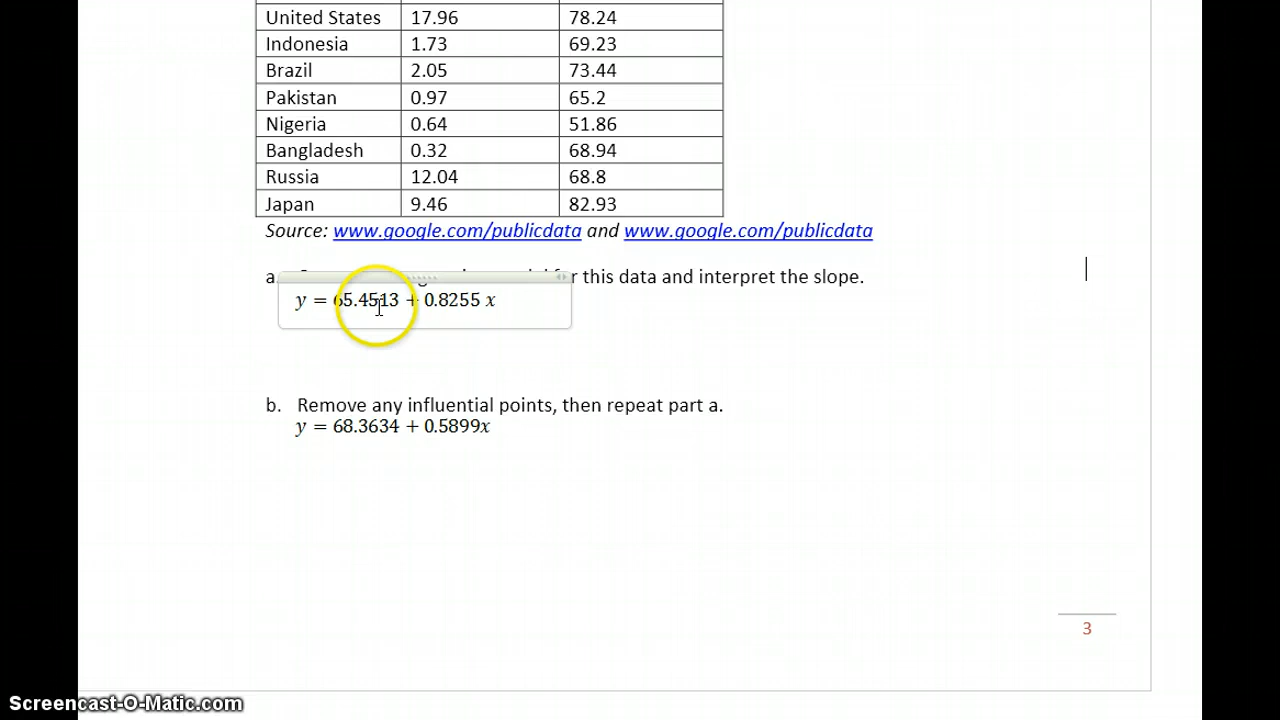 United States 17.96 78.24
Indonesia 1.73 69.23
Brazil 2.05 73.44
Pakistan 0.97 65.2
Nigeria 0.64 51.86
Bangladesh 0.32 68.94
Russia 12.04 68.8
Japan 9.46 82.93
Source: www.google.com/publicdata and www.google.com/publicdata
a. for this data and interpret the slope.
y = 65.4513 + 0.8255 x
b. Remove any influential points, then repeat part a.
y = 68.3634 + 0.5899x
3
Screencast-O-Matic.com